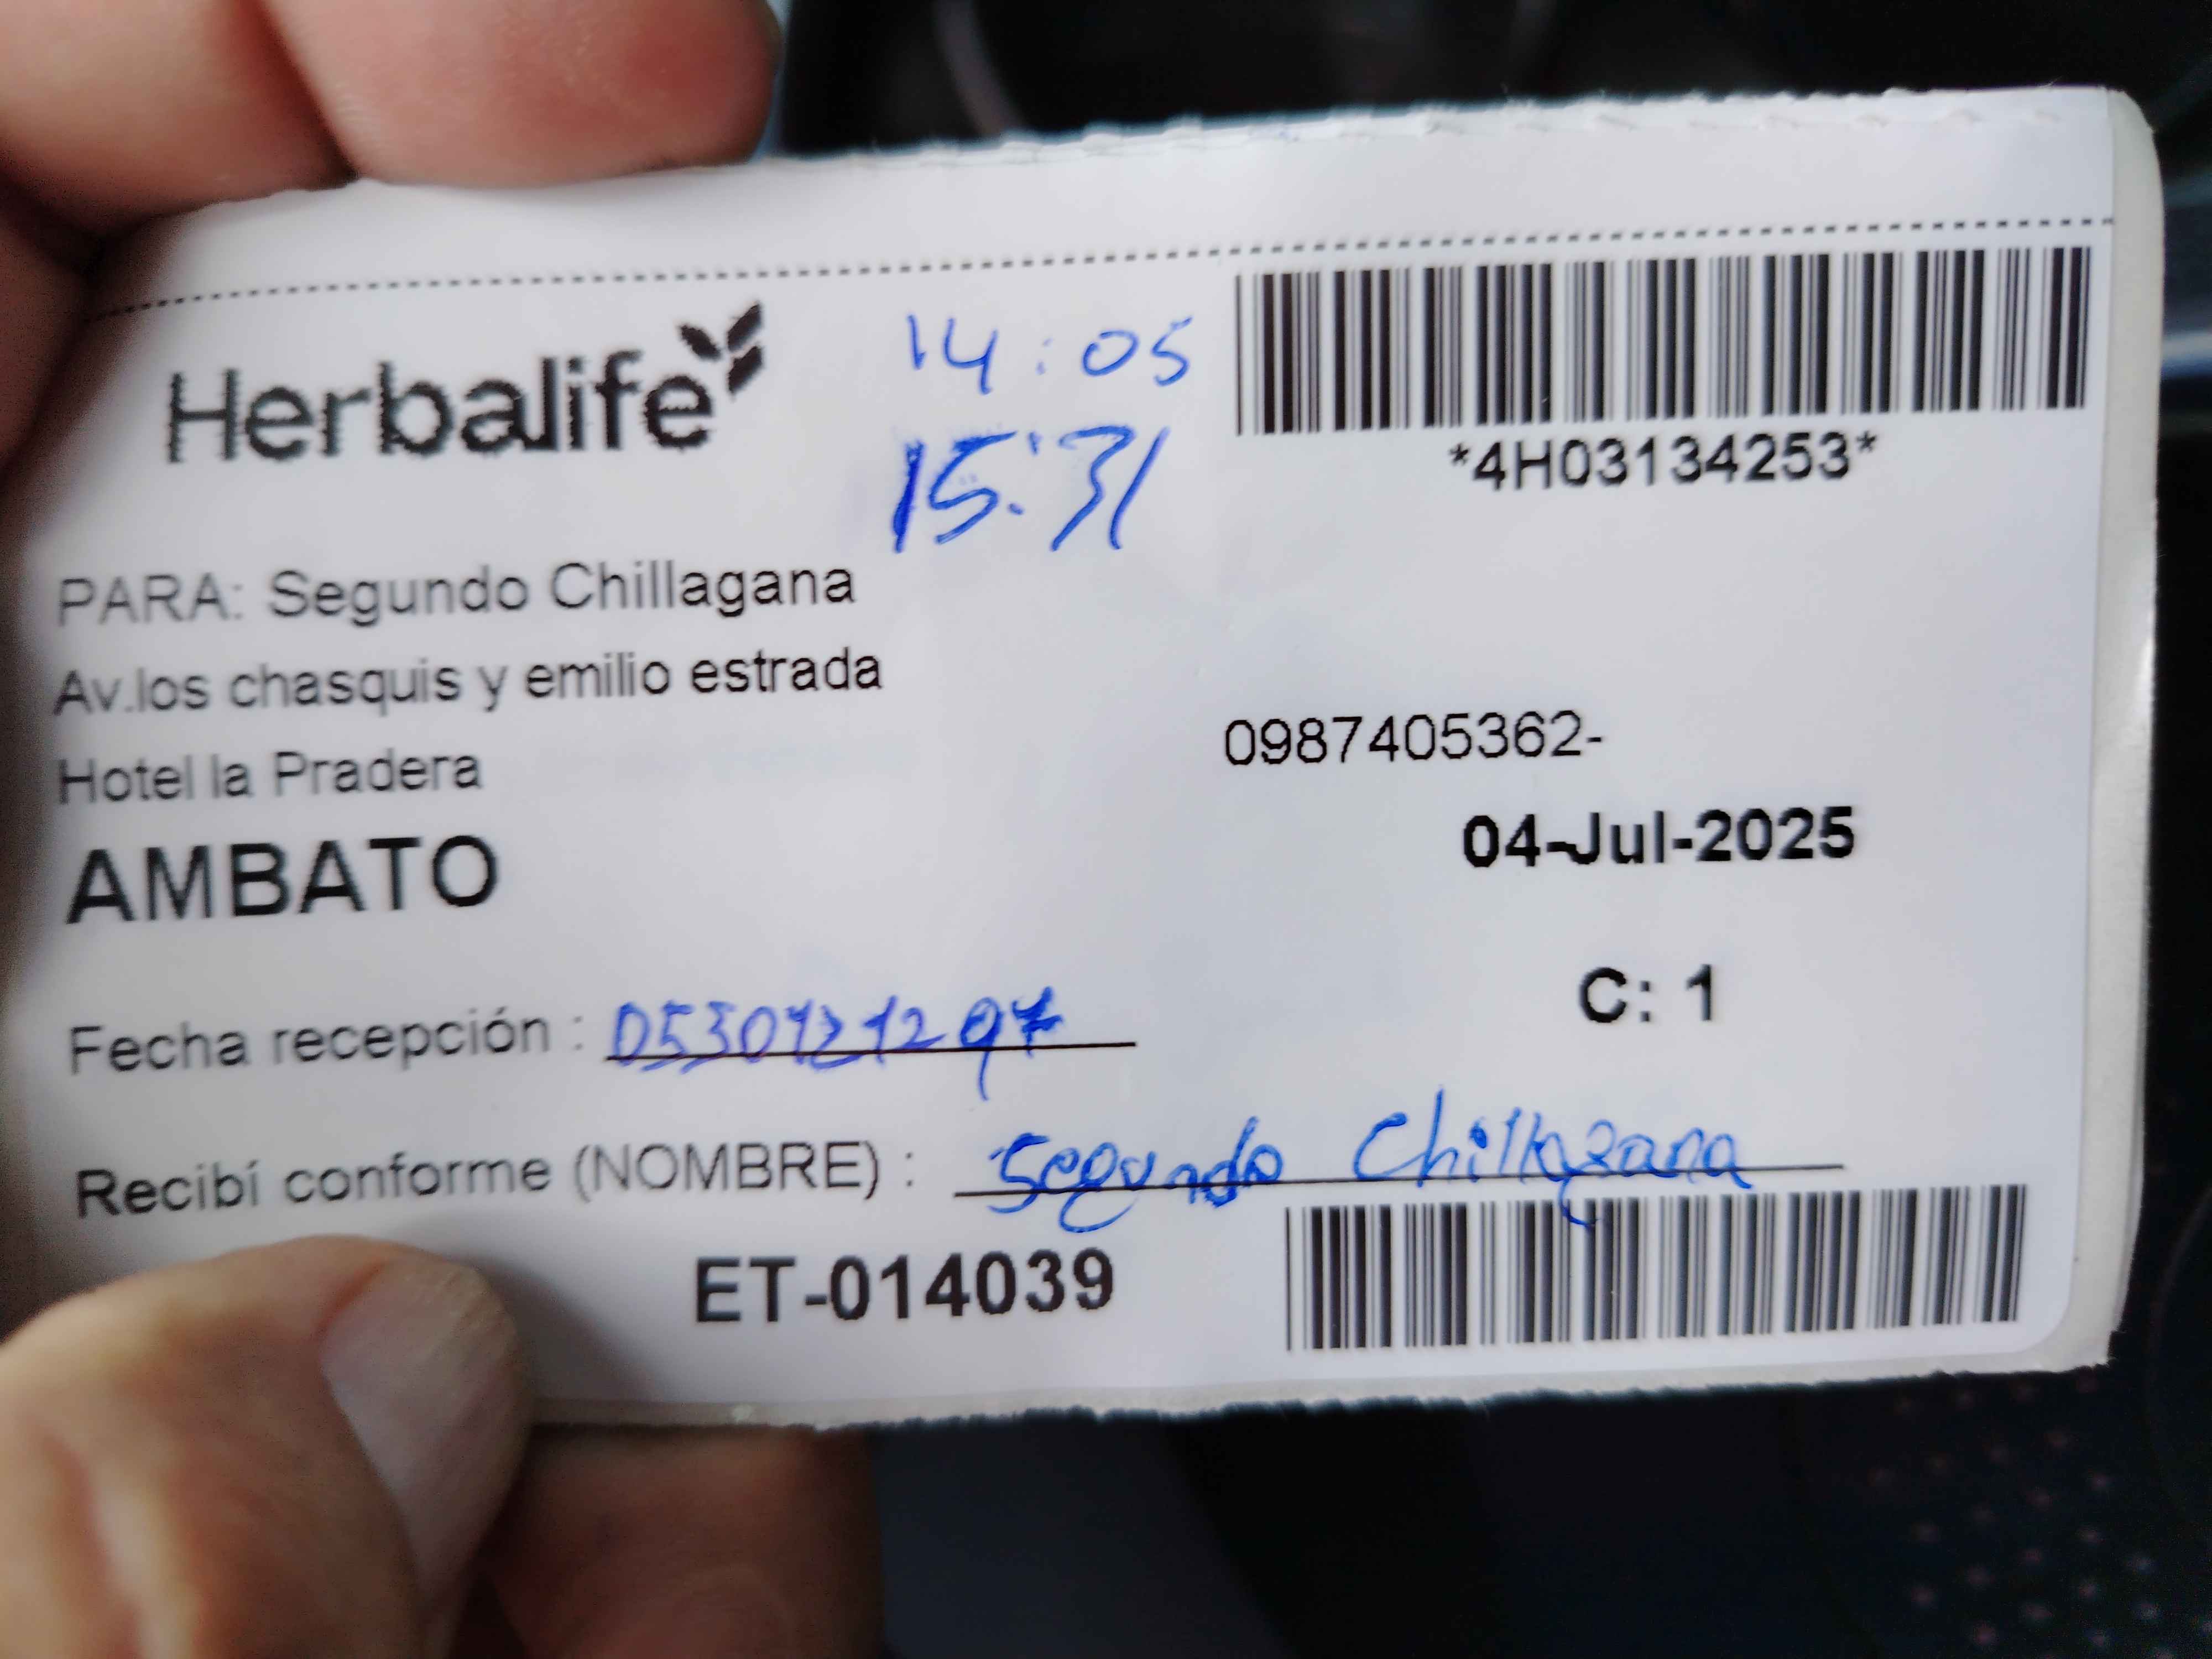 Herbalife
14:05
15:31
*4H03134253*
PARA: Segundo Chillagana
Av.los chasquis y emilio estrada
0987405362-
Hotel la Pradera
04-Jul-2025
AMBATO
C: 1
Fecha recepción :
Recibí conforme (NOMBRE) : Segundo Chillagana
ET-014039